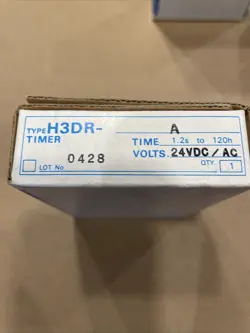 TYPE H3DR- A
TIMER TIME 1.2s to 120h
VOLTS 24VDC/AC
LOT No 0428 QTY. 1